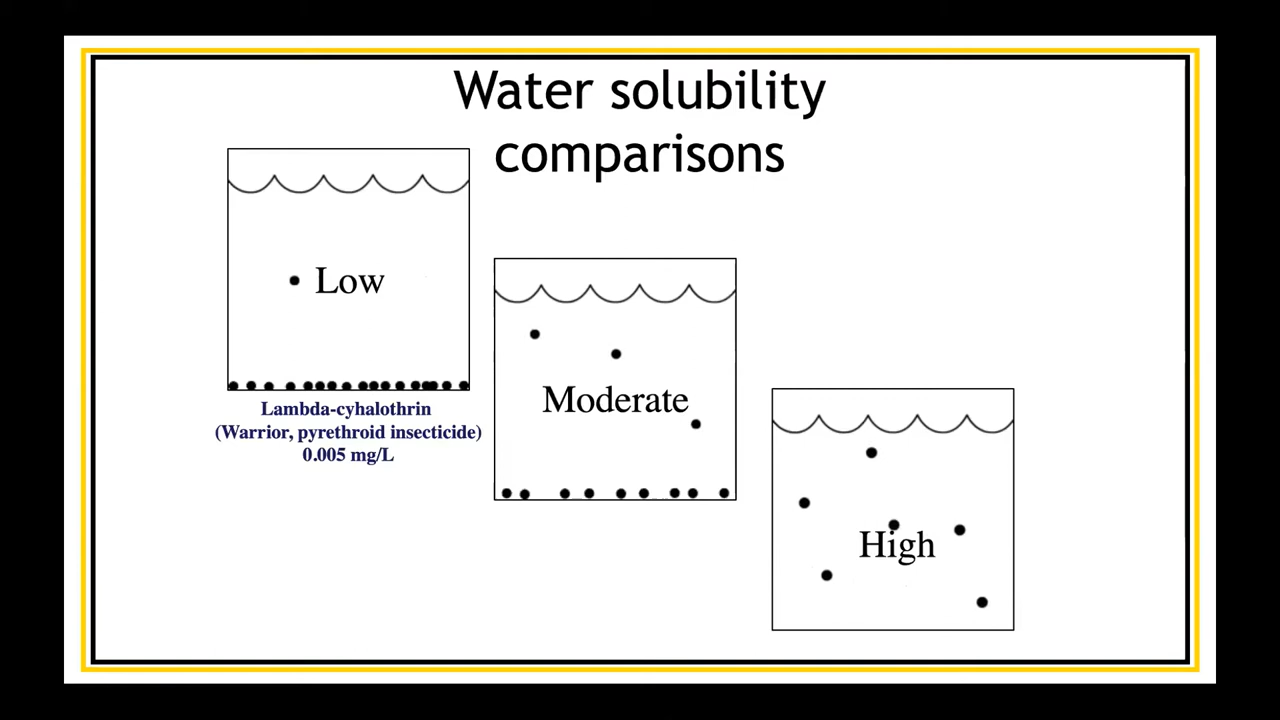 Water solubility
comparisons
Low
Lambda-cyhalothrin
(Warrior, pyrethroid insecticide)
0.005 mg/L
Moderate
High